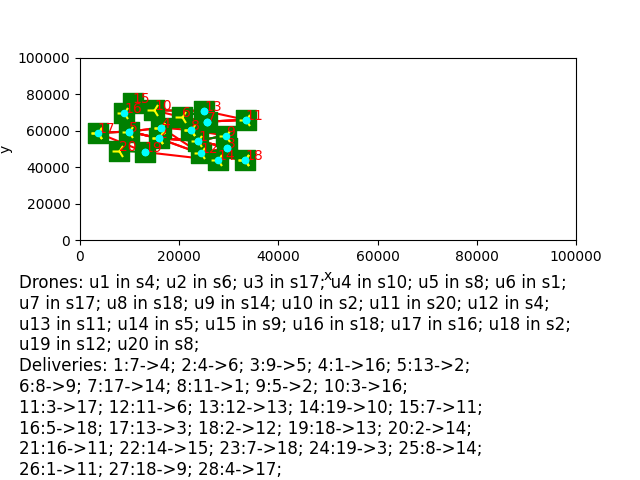 100000
80000
60000
40000
20000
0
y
0 20000 40000 60000 80000 100000
x
Drones: u1 in s4; u2 in s6; u3 in s17; u4 in s10; u5 in s8; u6 in s1;
u7 in s17; u8 in s18; u9 in s14; u10 in s2; u11 in s20; u12 in s4;
u13 in s11; u14 in s5; u15 in s9; u16 in s18; u17 in s16; u18 in s2;
u19 in s12; u20 in s8;
Deliveries: 1:7->4; 2:4->6; 3:9->5; 4:1->16; 5:13->2;
6:8->9; 7:17->14; 8:11->1; 9:5->2; 10:3->16;
11:3->17; 12:11->6; 13:12->13; 14:19->10; 15:7->11;
16:5->18; 17:13->3; 18:2->12; 19:18->13; 20:2->14;
21:16->11; 22:14->15; 23:7->18; 24:19->3; 25:8->14;
26:1->11; 27:18->9; 28:4->17;